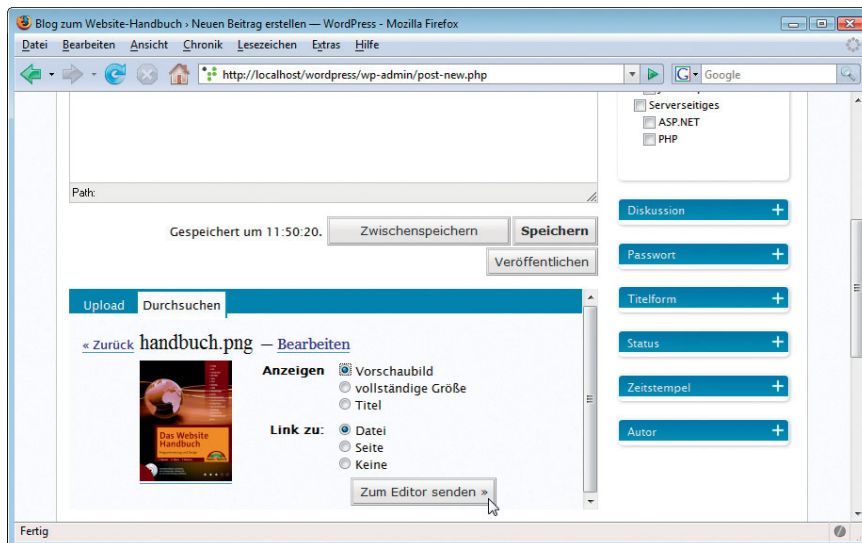 Blog zum Website-Handbuch › Neuen Beitrag erstellen — WordPress - Mozilla Firefox
Datei Bearbeiten Ansicht Chronik Lesezeichen Extras Hilfe
http://localhost/wordpress/wp-admin/post-new.php
G Google
Serverseitiges
ASP.NET
PHP
Path:
Gespeichert um 11:50:20. Zwischenspeichern Speichern
Veröffentlichen
Diskussion +
Passwort +
Titelform +
Status +
Zeitstempel +
Autor +
Upload Durchsuchen
« Zurück handbuch.png — Bearbeiten
Das Website
Handbuch
Anzeigen Vorschaubild
vollständige Größe
Titel
Link zu: Datei
Seite
Keine
Zum Editor senden »
Fertig